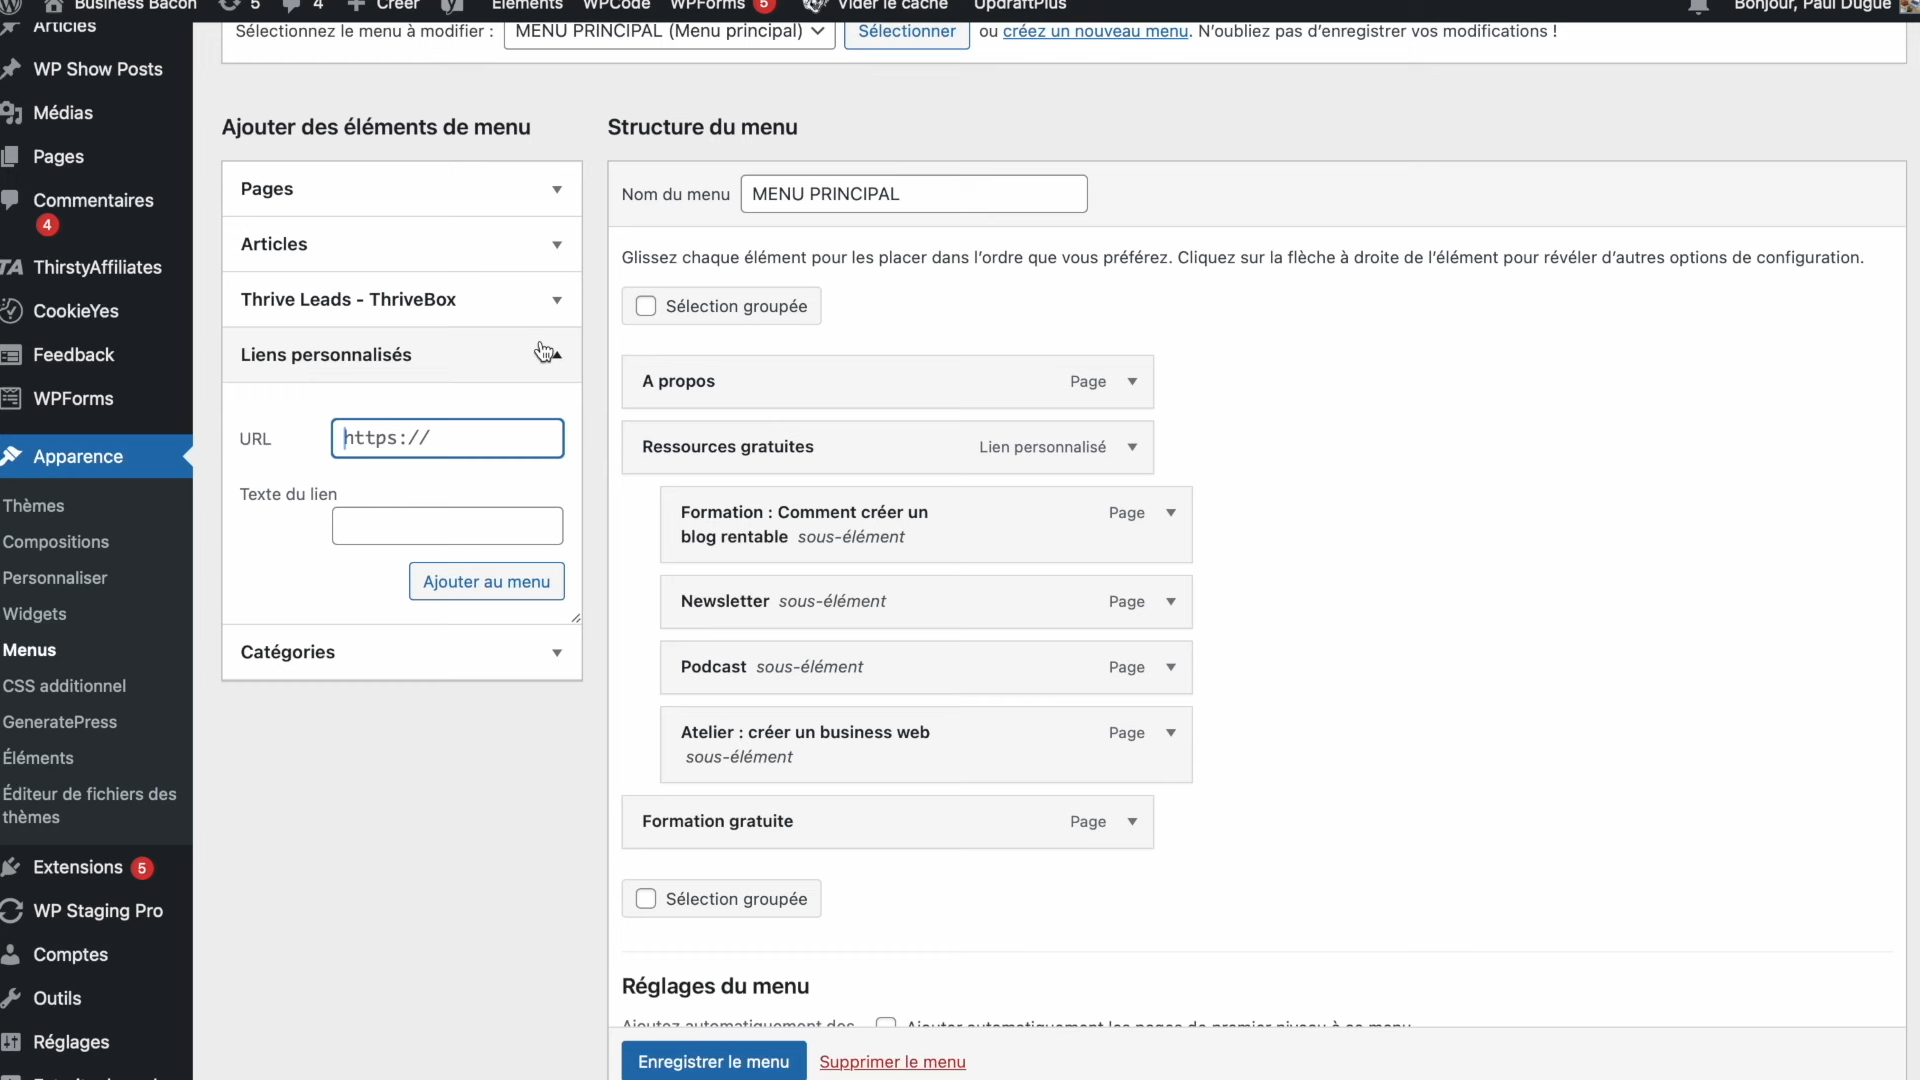 Business Bacon 5 4 Créer Éléments WPCode WPForms 5 Vider le cache UpdraftPlus Bonjour, Paul Dugué
Articles
WP Show Posts
Médias
Pages
Commentaires
4
TA ThirstyAffiliates
CookieYes
Feedback
WPForms
Apparence
Thèmes
Compositions
Personnaliser
Widgets
Menus
CSS additionnel
GeneratePress
Éléments
Éditeur de fichiers des
thèmes
Extensions 5
WP Staging Pro
Comptes
Outils
Réglages
Sélectionnez le menu à modifier : MENU PRINCIPAL (Menu principal) Sélectionner ou créez un nouveau menu. N'oubliez pas d'enregistrer vos modifications !
Ajouter des éléments de menu
Pages
Articles
Thrive Leads - ThriveBox
Liens personnalisés
URL https://
Texte du lien
Ajouter au menu
Catégories
Structure du menu
Nom du menu MENU PRINCIPAL
Glissez chaque élément pour les placer dans l'ordre que vous préférez. Cliquez sur la flèche à droite de l'élément pour révéler d'autres options de configuration.
Sélection groupée
A propos Page
Ressources gratuites Lien personnalisé
Formation : Comment créer un Page
blog rentable sous-élément
Newsletter sous-élément Page
Podcast sous-élément Page
Atelier : créer un business web Page
sous-élément
Formation gratuite Page
Sélection groupée
Réglages du menu
Ajoutez automatiquement des Ajouter automatiquement les pages de premier niveau à ce menu
Enregistrer le menu Supprimer le menu